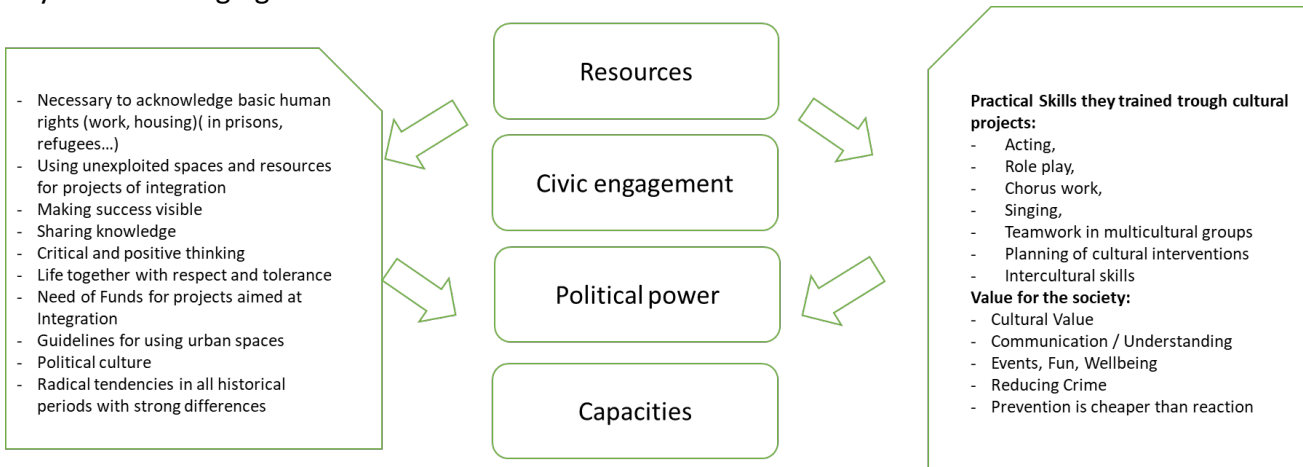 - Necessary to acknowledge basic human
rights (work, housing)( in prisons,
refugees...)
- Using unexploited spaces and resources
for projects of integration
- Making success visible
- Sharing knowledge
- Critical and positive thinking
- Life together with respect and tolerance
- Need of Funds for projects aimed at
Integration
- Guidelines for using urban spaces
- Political culture
- Radical tendencies in all historical
periods with strong differences
Resources
Civic engagement
Political power
Capacities
Practical Skills they trained trough cultural
projects:
- Acting,
- Role play,
- Chorus work,
- Singing,
- Teamwork in multicultural groups
- Planning of cultural interventions
- Intercultural skills
Value for the society:
- Cultural Value
- Communication / Understanding
- Events, Fun, Wellbeing
- Reducing Crime
- Prevention is cheaper than reaction